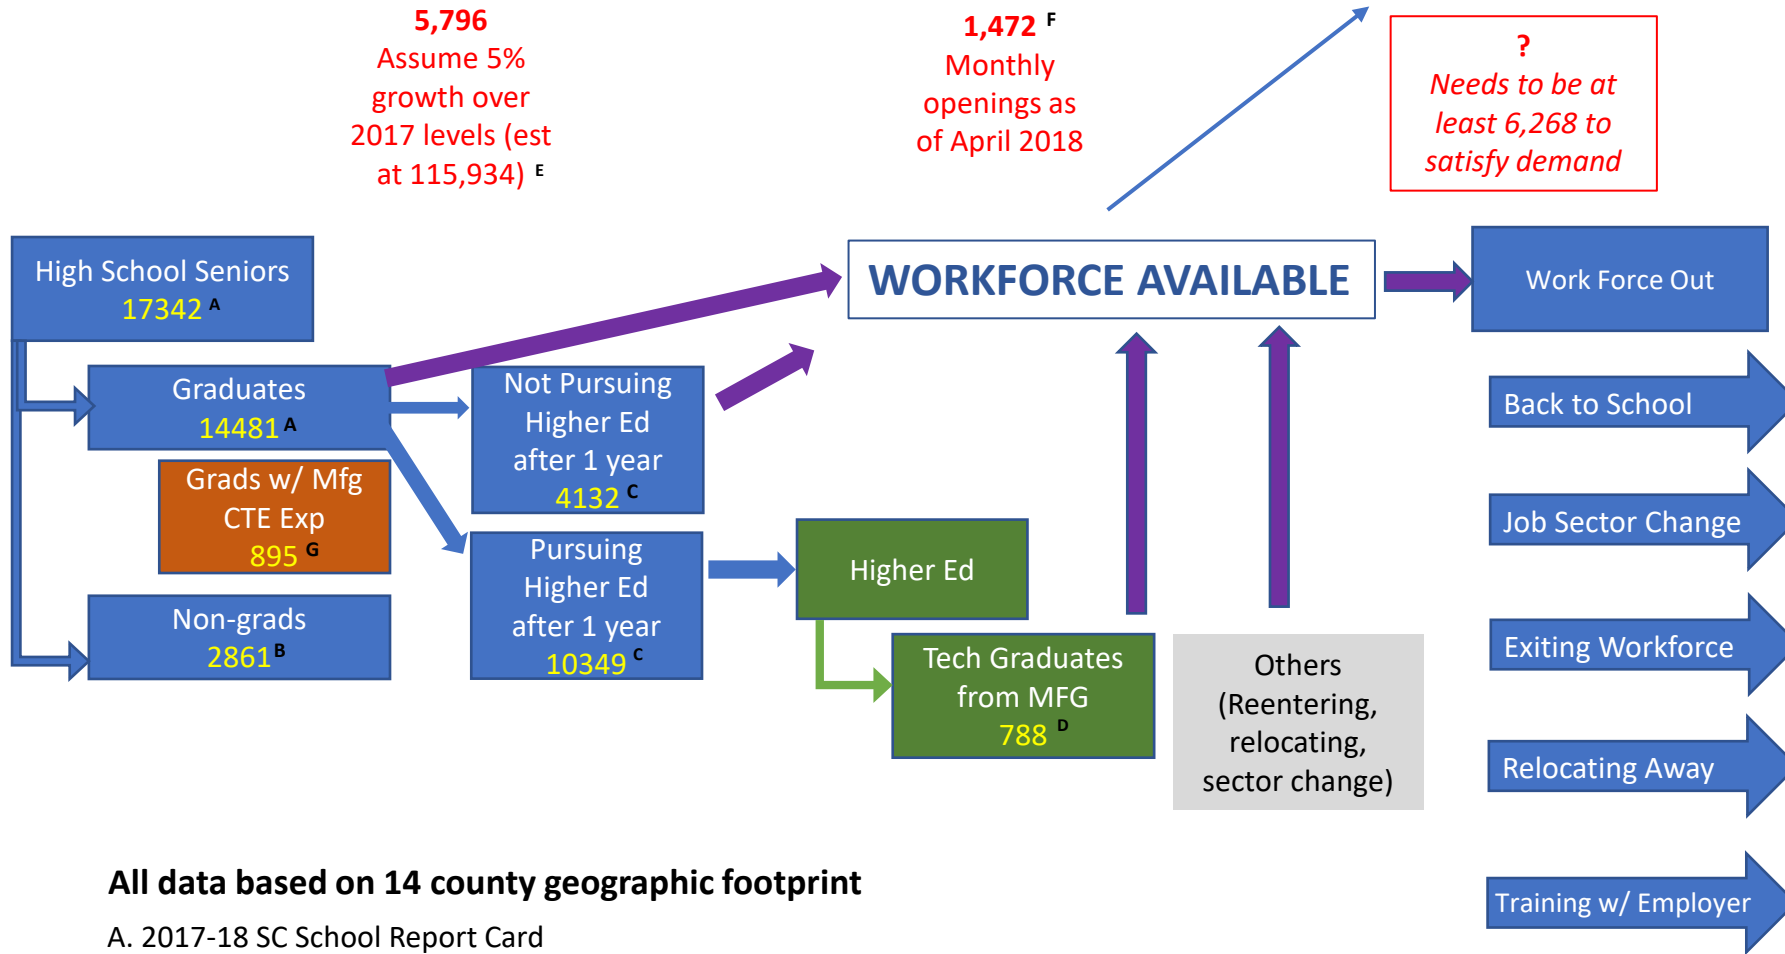 5,796
Assume 5%
growth over
2017 levels (est
at 115,934) E
1,472 F
Monthly
openings as
of April 2018
?
Needs to be at
least 6,268 to
satisfy demand
High School Seniors
17342 A
WORKFORCE AVAILABLE
Work Force Out
Graduates
14481 A
Not Pursuing
Higher Ed
after 1 year
4132 C
Back to School
Grads w/ Mfg
CTE Exp
895 G
Pursuing
Higher Ed
after 1 year
10349 C
Higher Ed
Job Sector Change
Non-grads
2861 B
Tech Graduates
from MFG
788 D
Others
(Reentering,
relocating,
sector change)
Exiting Workforce
Relocating Away
Training w/ Employer
All data based on 14 county geographic footprint
A. 2017-18 SC School Report Card